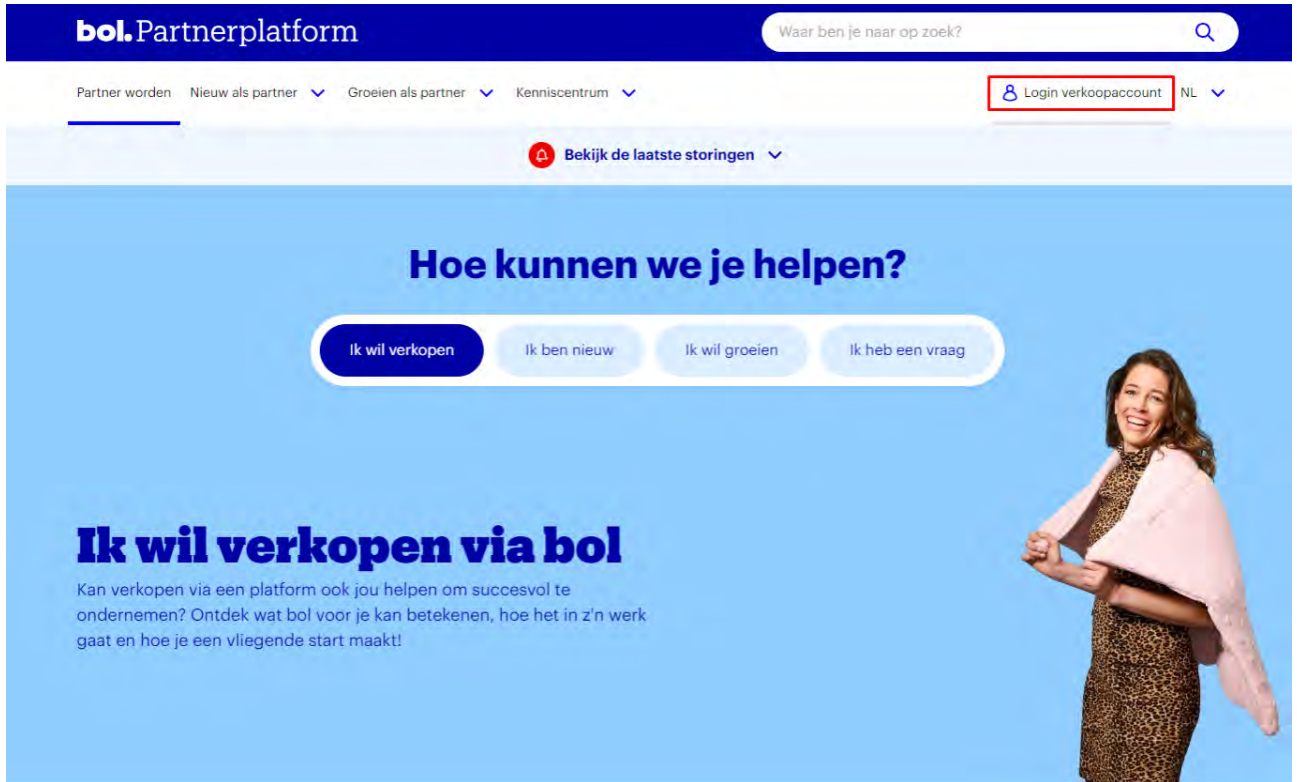 bol. Partnerplatform
Waar ben je naar op zoek?
Partner worden Nieuw als partner Groeien als partner Kenniscentrum Login verkoopaccount NL
Bekijk de laatste storingen
Hoe kunnen we je helpen?
Ik wil verkopen Ik ben nieuw Ik wil groeien Ik heb een vraag
Ik wil verkopen via bol
Kan verkopen via een platform ook jou helpen om succesvol te
ondernemen? Ontdek wat bol voor je kan betekenen, hoe het in z'n werk
gaat en hoe je een vliegende start maakt!